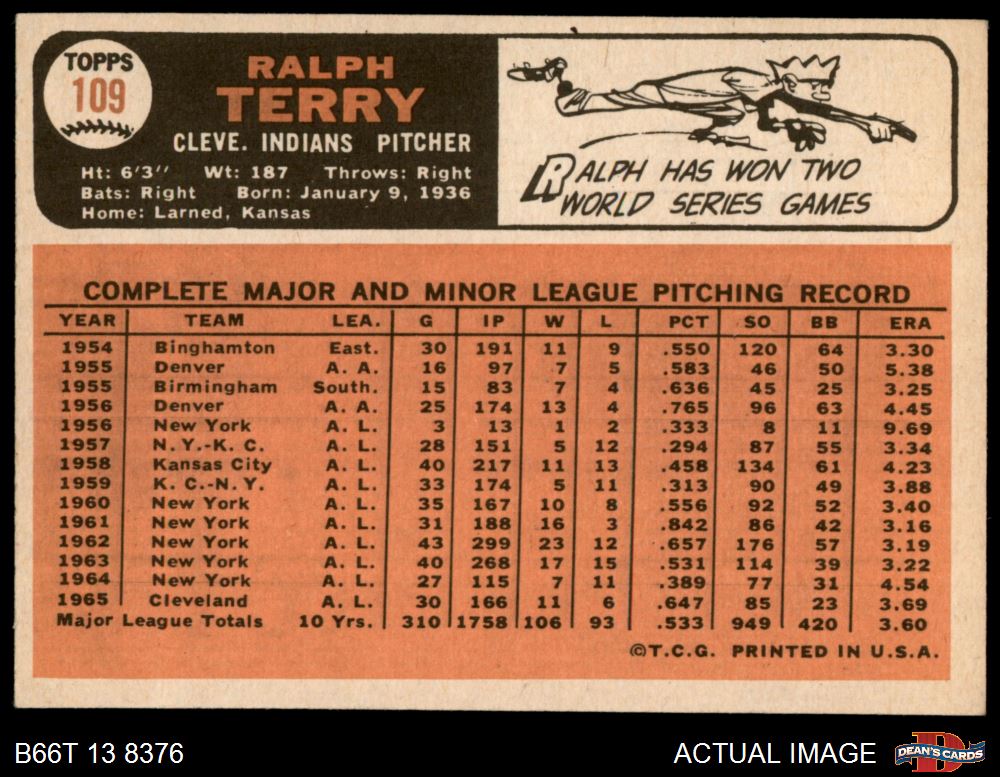 TOPPS
109
RALPH
TERRY
CLEVE. INDIANS PITCHER
Ht: 6'3'' Wt: 187 Throws: Right
Bats: Right Born: January 9, 1936
Home: Larned, Kansas
RALPH HAS WON TWO
WORLD SERIES GAMES
COMPLETE MAJOR AND MINOR LEAGUE PITCHING RECORD
YEAR TEAM LEA. G IP W L PCT SO BB ERA
1954 Binghamton East. 30 191 11 9 .550 120 64 3.30
1955 Denver A. A. 16 97 7 5 .583 46 50 5.38
1955 Birmingham South. 15 83 7 4 .636 45 25 3.25
1956 Denver A. A. 25 174 13 4 .765 96 63 4.45
1956 New York A. L. 3 13 1 2 .333 8 11 9.69
1957 N. Y.-K. C. A. L. 28 151 5 12 .294 87 55 3.34
1958 Kansas City A. L. 40 217 11 13 .458 134 61 4.23
1959 K. C.-N. Y. A. L. 33 174 5 11 .313 90 49 3.88
1960 New York A. L. 35 167 10 8 .556 92 52 3.40
1961 New York A. L. 31 188 16 3 .842 86 42 3.16
1962 New York A. L. 43 299 23 12 .657 176 57 3.19
1963 New York A. L. 40 268 17 15 .531 114 39 3.22
1964 New York A. L. 27 115 7 11 .389 77 31 4.54
1965 Cleveland A. L. 30 166 11 6 .647 85 23 3.69
Major League Totals 10 Yrs. 310 1758 106 93 .533 949 420 3.60
©T.C.G. PRINTED IN U.S.A.
B66T 13 8376
ACTUAL IMAGE
DEAN'S CARDS